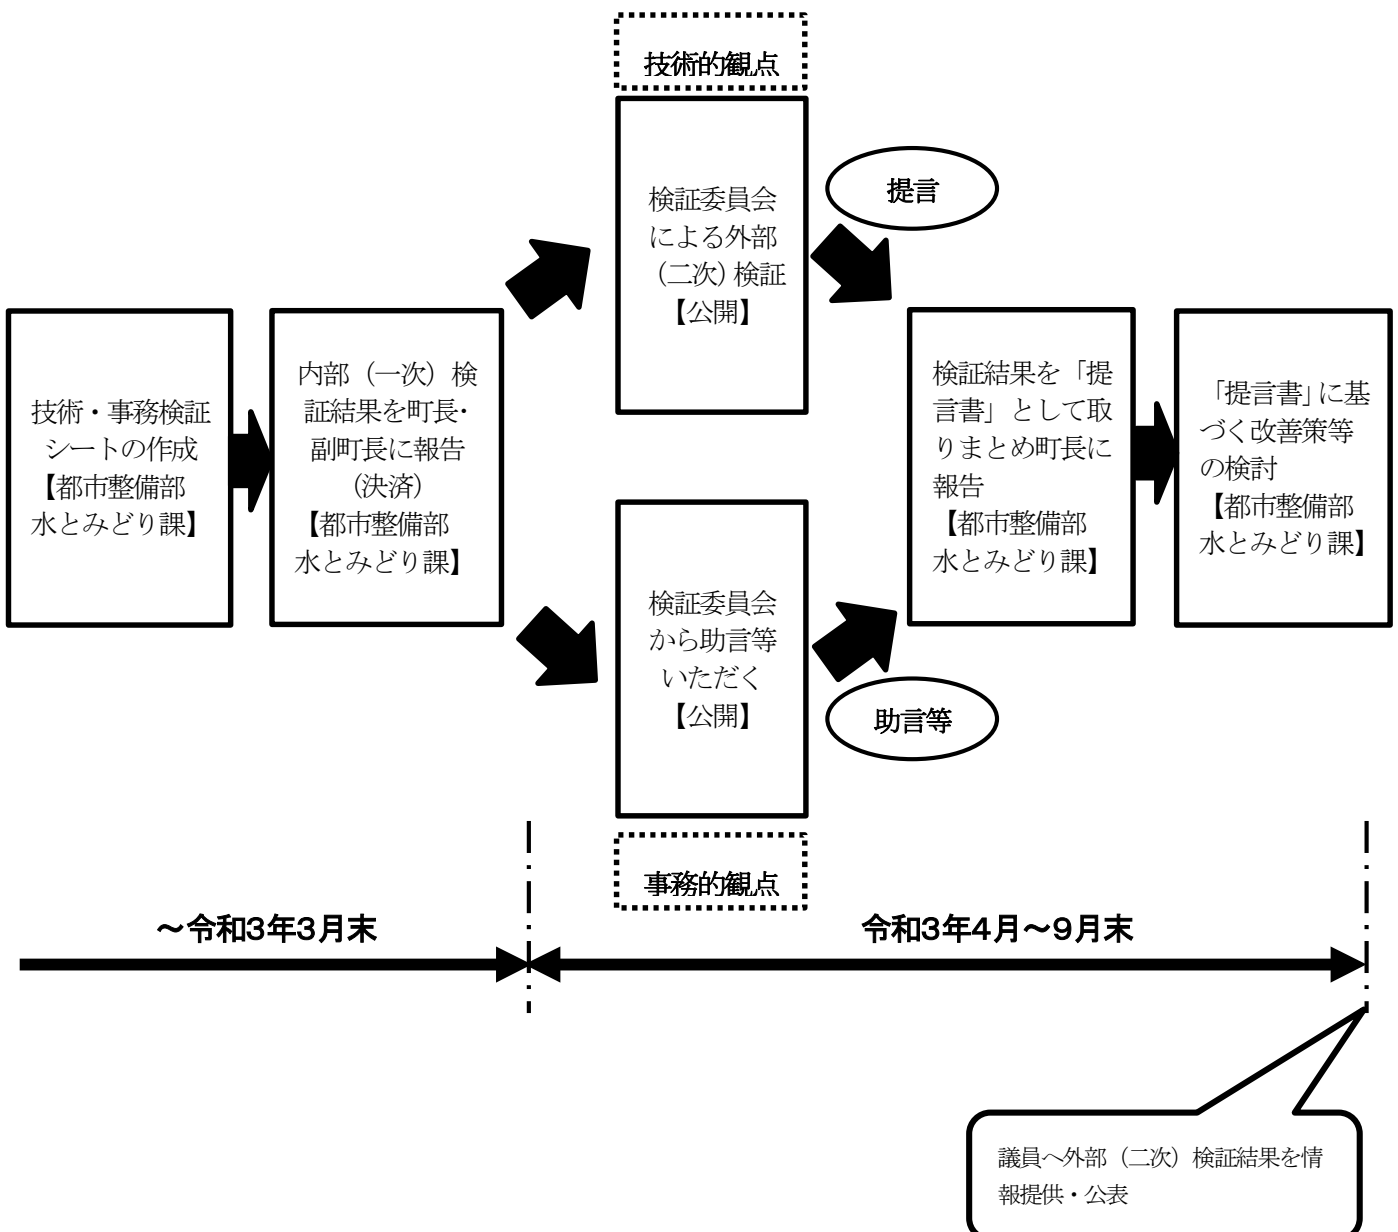 技術的観点
検証委員会
による外部
（二次）検証
【公開】
提言
技術・事務検証
シートの作成
【都市整備部
水とみどり課】
内部（一次）検
証結果を町長・
副町長に報告
（決済）
【都市整備部
水とみどり課】
検証結果を「提
言書」として取
りまとめ町長に
報告
【都市整備部
水とみどり課】
「提言書」に基
づく改善策等
の検討
【都市整備部
水とみどり課】
検証委員会
から助言等
いただく
【公開】
助言等
事務的観点
～令和3年3月末
令和3年4月～9月末
議員へ外部（二次）検証結果を情
報提供・公表